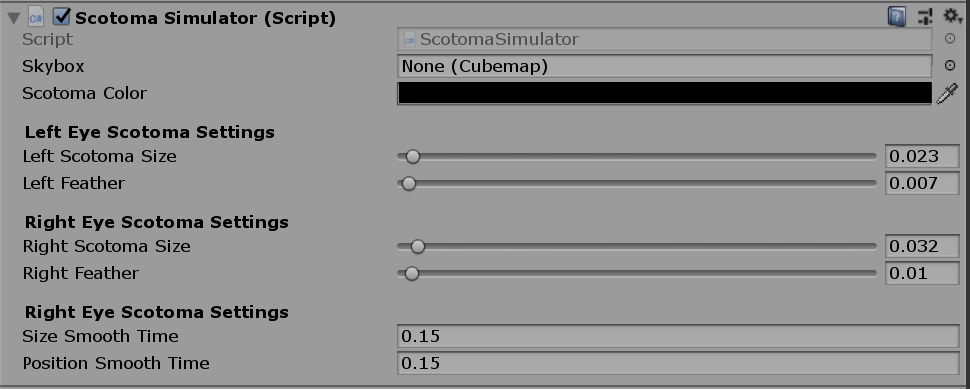 Scotoma Simulator (Script)
Script ScotomaSimulator
Skybox None (Cubemap)
Scotoma Color
Left Eye Scotoma Settings
Left Scotoma Size 0.023
Left Feather 0.007
Right Eye Scotoma Settings
Right Scotoma Size 0.032
Right Feather 0.01
Right Eye Scotoma Settings
Size Smooth Time 0.15
Position Smooth Time 0.15